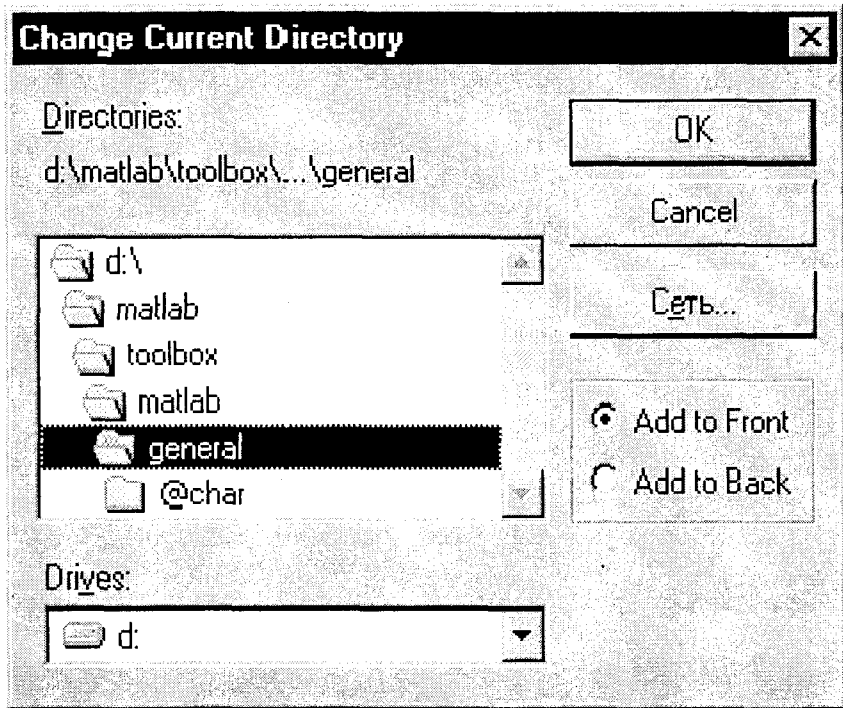 Change Current Directory
Directories:
d:\matlab\toolbox\...\general
d:\
matlab
toolbox
matlab
general
@char
Drives:
d:
OK
Cancel
Сеть...
Add to Front
Add to Back